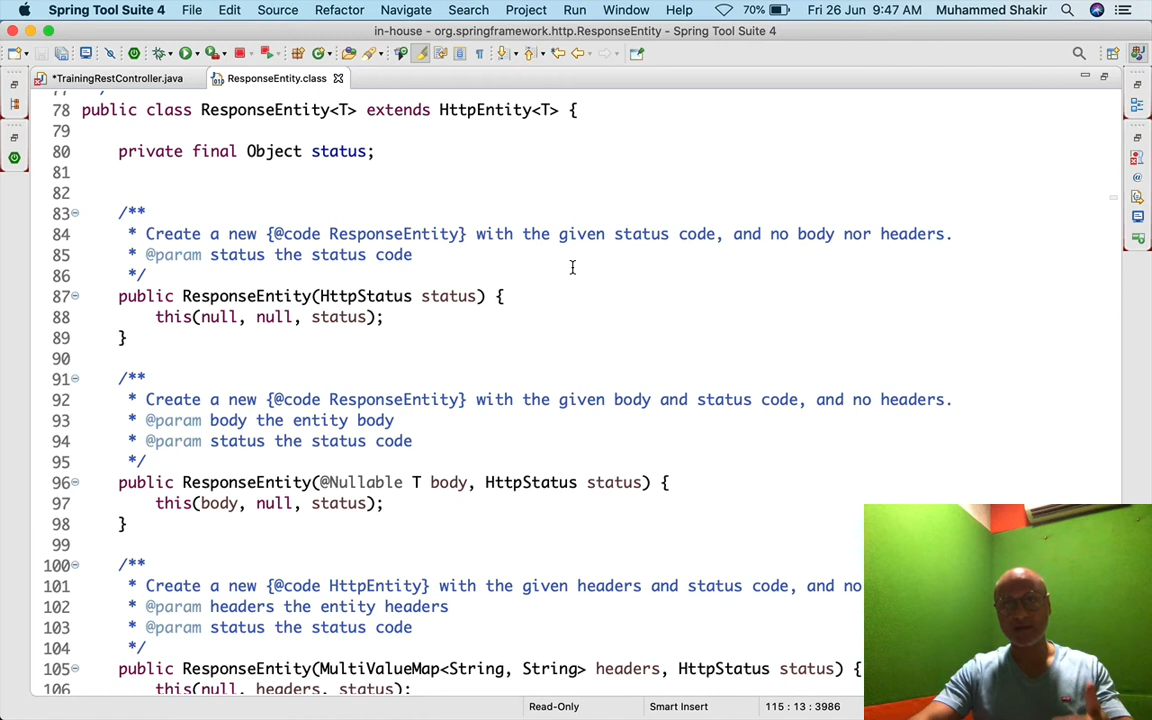 Spring Tool Suite 4 File Edit Source Refactor Navigate Search Project Run Window Help 70% Fri 26 Jun 9:47 AM Muhammed Shakir
in-house - org.springframework.http.ResponseEntity - Spring Tool Suite 4
*TrainingRestController.java ResponseEntity.class
78 public class ResponseEntity<T> extends HttpEntity<T> {
79
80 private final Object status;
81
82
83 /**
84 * Create a new {@code ResponseEntity} with the given status code, and no body nor headers.
85 * @param status the status code
86 */
87 public ResponseEntity(HttpStatus status) {
88 this(null, null, status);
89 }
90
91 /**
92 * Create a new {@code ResponseEntity} with the given body and status code, and no headers.
93 * @param body the entity body
94 * @param status the status code
95 */
96 public ResponseEntity(@Nullable T body, HttpStatus status) {
97 this(body, null, status);
98 }
99
100 /**
101 * Create a new {@code HttpEntity} with the given headers and status code, and no
102 * @param headers the entity headers
103 * @param status the status code
104 */
105 public ResponseEntity(MultiValueMap<String, String> headers, HttpStatus status) {
106 this(null, headers, status);
Read-Only Smart Insert 115 : 13 : 3986